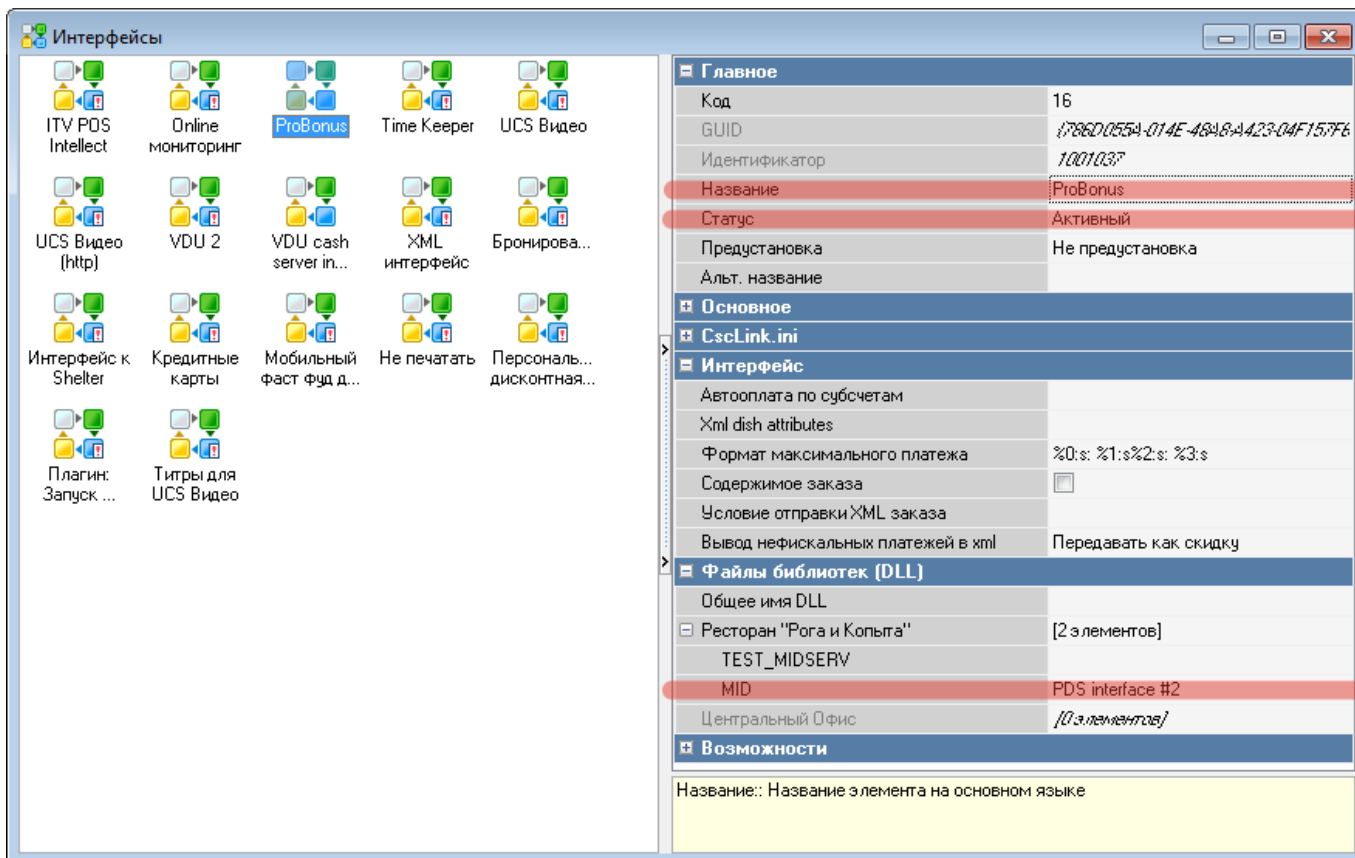 Интерфейсы
ITV POS Intellect
Online мониторинг
ProBonus
Time Keeper
UCS Видео
UCS Видео (http)
VDU 2
VDU cash server in...
XML интерфейс
Бронирова...
Интерфейс к Shelter
Кредитные карты
Мобильный фаст фуд д...
Не печатать
Персональ... дисконтная...
Плагин: Запуск ...
Титры для UCS Видео
Главное
Код 16
GUID
Идентификатор 1001037
Название ProBonus
Статус Активный
Предустановка Не предустановка
Альт. название
Основное
CscLink.ini
Интерфейс
Автооплата по субсчетам
Xml dish attributes
Формат максимального платежа %0:s: %1:s%2:s: %3:s
Содержимое заказа
Условие отправки XML заказа
Вывод нефискальных платежей в xml Передавать как скидку
Файлы библиотек (DLL)
Общее имя DLL
Ресторан "Рога и Копыта" [2 элементов]
TEST_MIDSERV
MID PDS interface #2
Центральный Офис [0 элементов]
Возможности
Название:: Название элемента на основном языке